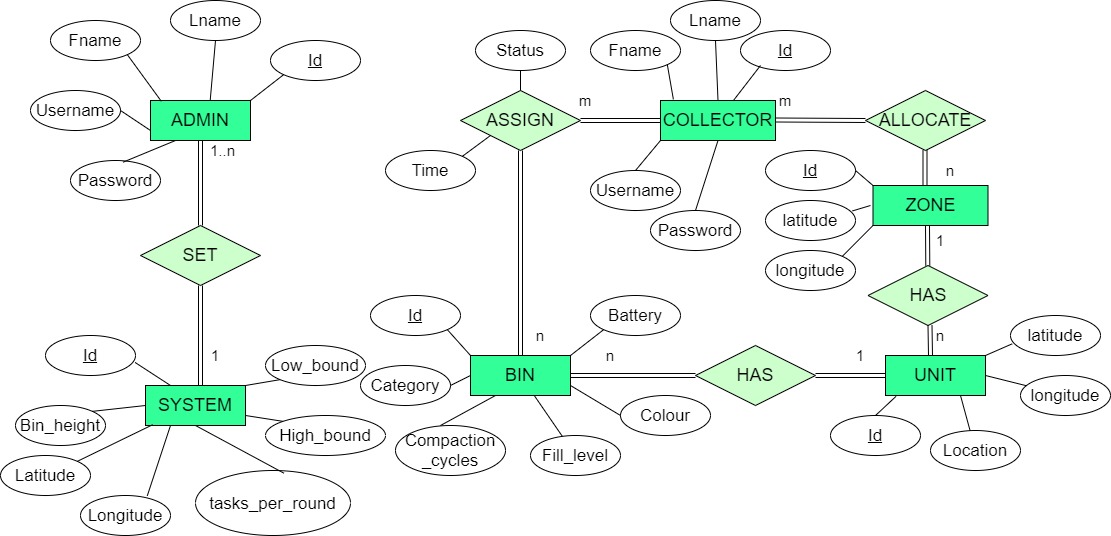 Lname
Fname
Id
Username
ADMIN
Password
1..n
SET
1
Id
Low_bound
SYSTEM
Bin_height
High_bound
Latitude
Longitude
tasks_per_round
Status
ASSIGN
Time
m
Lname
Fname
Id
COLLECTOR
m
Username
Password
ALLOCATE
n
Id
ZONE
latitude
longitude
1
HAS
n
Id
Battery
n
n
BIN
Category
Colour
Compaction
_cycles
Fill_level
HAS
1
UNIT
latitude
longitude
Id
Location